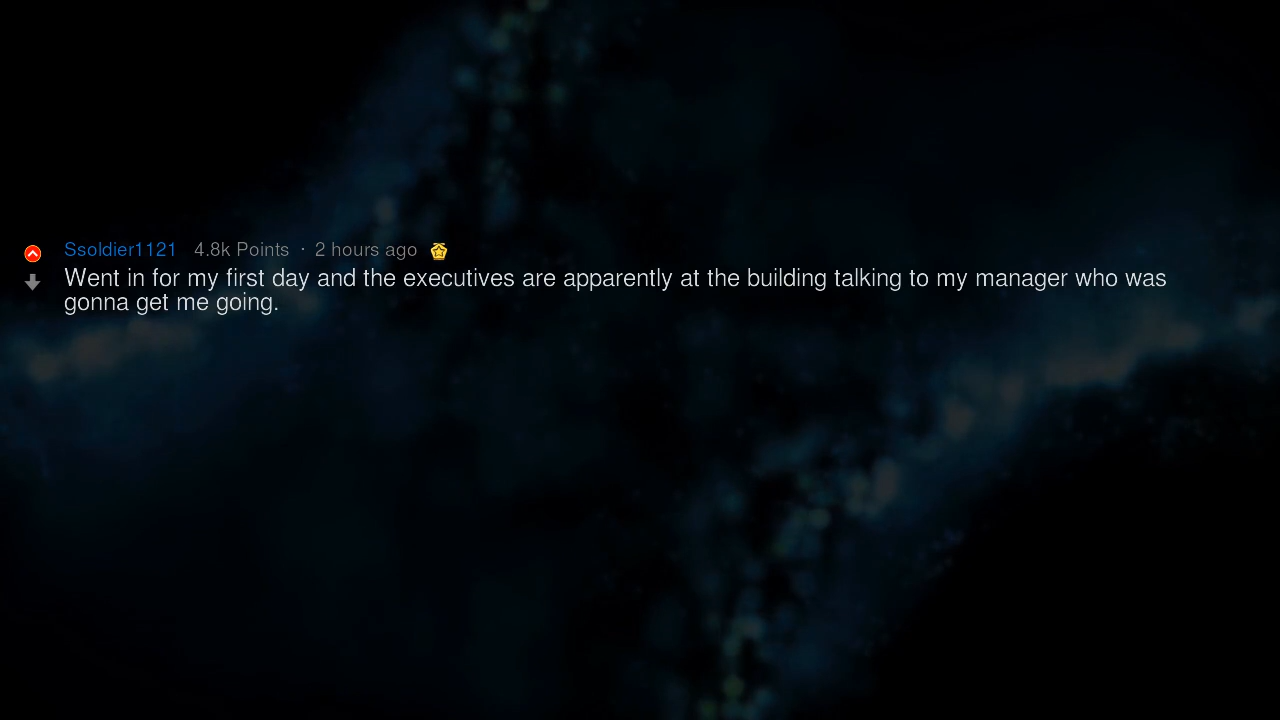 Ssoldier1121 4.8k Points · 2 hours ago
Went in for my first day and the executives are apparently at the building talking to my manager who was
gonna get me going.